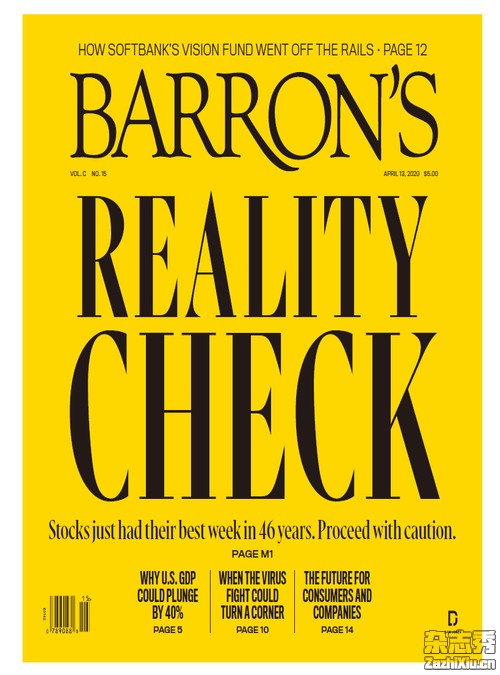 HOW SOFTBANK'S VISION FUND WENT OFF THE RAILS · PAGE 12
BARRON'S
VOL. C NO. 15
APRIL 13, 2020 $5.00
REALITY
CHECK
Stocks just had their best week in 46 years. Proceed with caution.
PAGE M1
WHY U.S. GDP
COULD PLUNGE
BY 40%
PAGE 5
WHEN THE VIRUS
FIGHT COULD
TURN A CORNER
PAGE 10
THE FUTURE FOR
CONSUMERS AND
COMPANIES
PAGE 14
杂志秀
ZaZhiXiu.cn